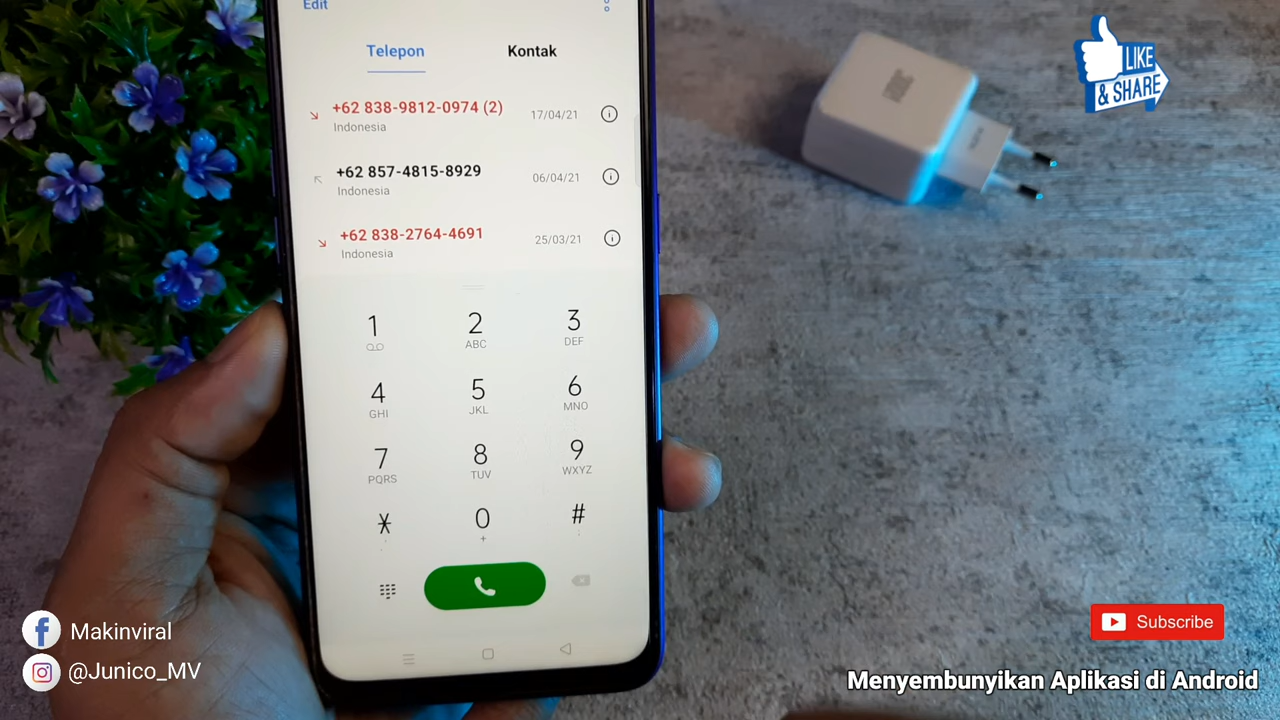 Edit
Telepon
Kontak
+62 838-9812-0974 (2)
Indonesia
17/04/21
+62 857-4815-8929
Indonesia
06/04/21
+62 838-2764-4691
Indonesia
25/03/21
1
2
ABC
3
DEF
4
GHI
5
JKL
6
MNO
7
PQRS
8
TUV
9
WXYZ
*
0
+
#
LIKE
& SHARE
Makinviral
@Junico_MV
Subscribe
Menyembunyikan Aplikasi di Android